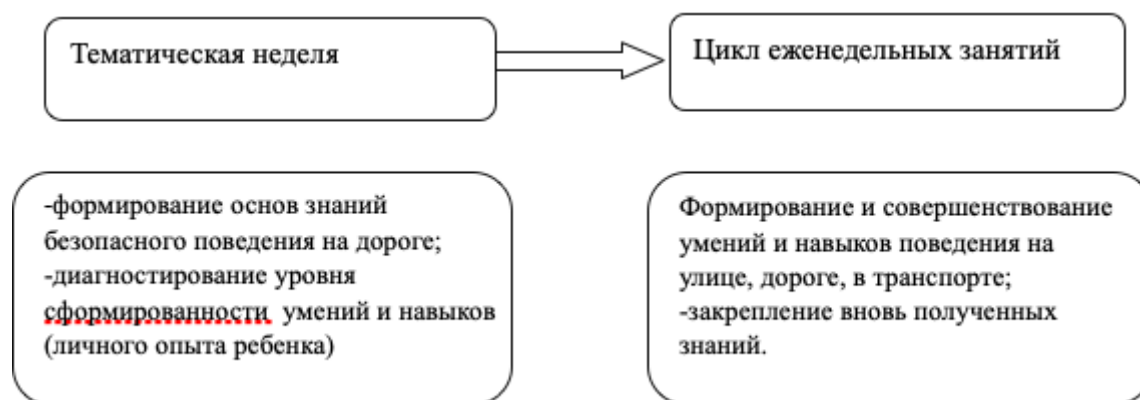 Тематическая неделя
Цикл еженедельных занятий
-формирование основ знаний
безопасного поведения на дороге;
-диагностирование уровня
сформированности умений и навыков
(личного опыта ребенка)
Формирование и совершенствование
умений и навыков поведения на
улице, дороге, в транспорте;
-закрепление вновь полученных
знаний.